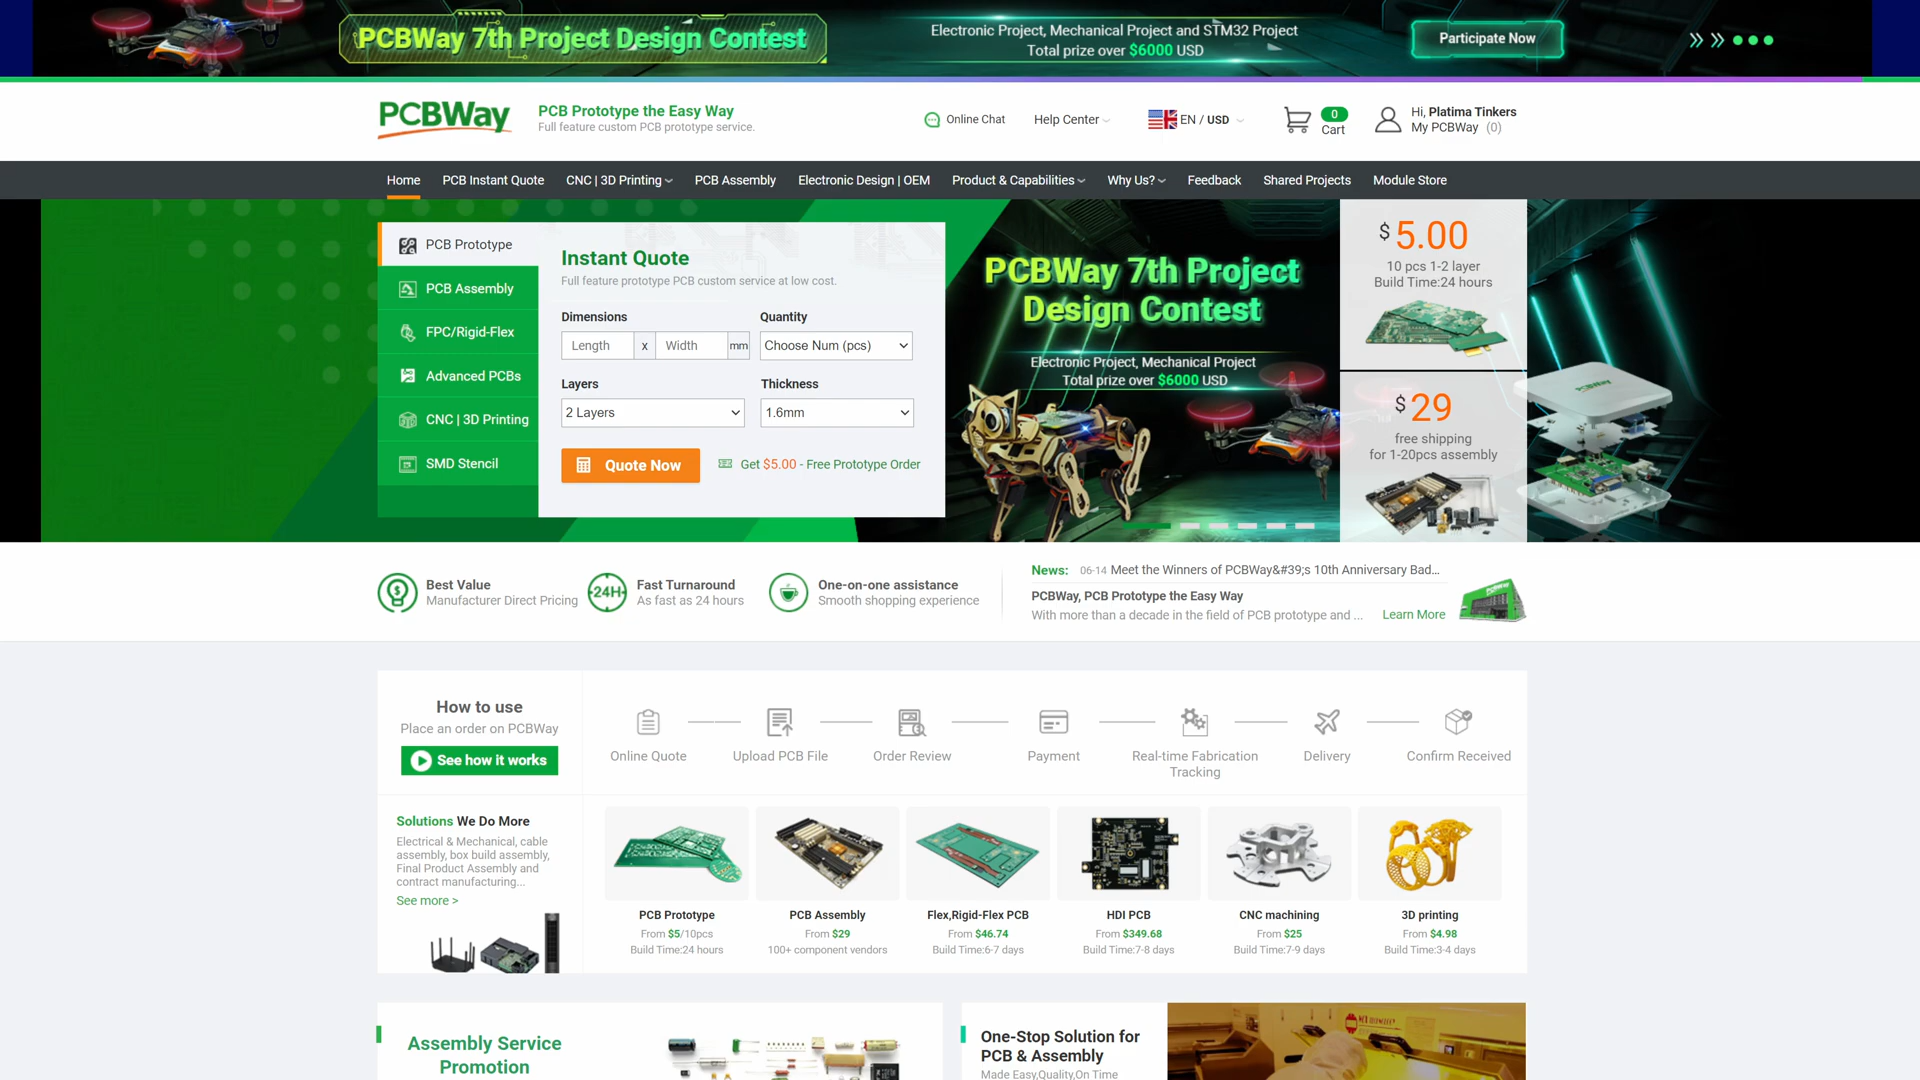 PCBWay 7th Project Design Contest
Electronic Project, Mechanical Project and STM32 Project
Total prize over $6000 USD
Participate Now
PCBWay
PCB Prototype the Easy Way
Full feature custom PCB prototype service.
Online Chat
Help Center
EN / USD
0
Cart
Hi, Platima Tinkers
My PCBWay (0)
Home
PCB Instant Quote
CNC | 3D Printing
PCB Assembly
Electronic Design | OEM
Product & Capabilities
Why Us?
Feedback
Shared Projects
Module Store
PCB Prototype
PCB Assembly
FPC/Rigid-Flex
Advanced PCBs
CNC | 3D Printing
SMD Stencil
Instant Quote
Full feature prototype PCB custom service at low cost.
Dimensions
Quantity
Length x Width mm
Choose Num (pcs)
Layers
Thickness
2 Layers
1.6mm
Quote Now
Get $5.00 - Free Prototype Order
PCBWay 7th Project
Design Contest
Electronic Project, Mechanical Project
Total prize over $6000 USD
$5.00
10 pcs 1-2 layer
Build Time:24 hours
$29
free shipping
for 1-20pcs assembly
PCBWay
Best Value
Manufacturer Direct Pricing
24H
Fast Turnaround
As fast as 24 hours
One-on-one assistance
Smooth shopping experience
News: 06-14 Meet the Winners of PCBWay&#39;s 10th Anniversary Bad...
PCBWay, PCB Prototype the Easy Way
With more than a decade in the field of PCB prototype and ...
Learn More
How to use
Place an order on PCBWay
See how it works
Online Quote
Upload PCB File
Order Review
Payment
Real-time Fabrication
Tracking
Delivery
Confirm Received
Solutions We Do More
Electrical & Mechanical, cable
assembly, box build assembly,
Final Product Assembly and
contract manufacturing...
See more >
PCB Prototype
From $5/10pcs
Build Time:24 hours
PCB Assembly
From $29
100+ component vendors
Flex,Rigid-Flex PCB
From $46.74
Build Time:6-7 days
HDI PCB
From $349.68
Build Time:7-8 days
CNC machining
From $25
Build Time:7-9 days
3D printing
From $4.98
Build Time:3-4 days
Assembly Service
Promotion
One-Stop Solution for
PCB & Assembly
Made Easy,Quality,On Time